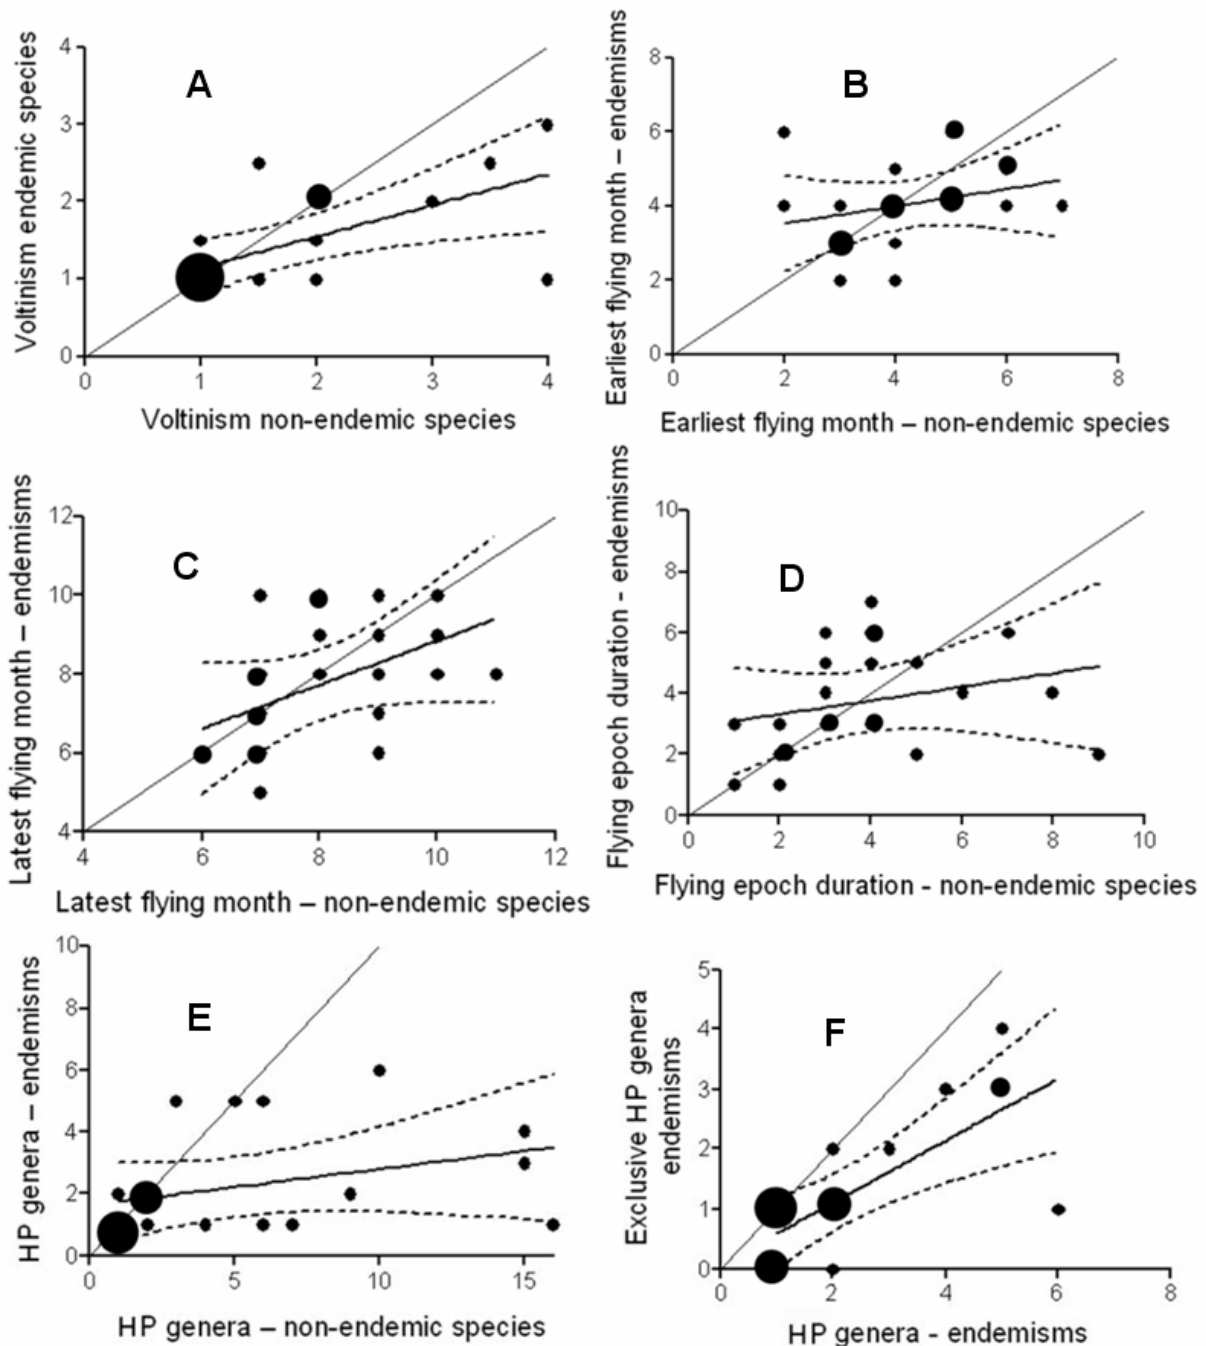 A
Voltinism endemic species
4
3
2
1
0
0 1 2 3 4
Voltinism non-endemic species
B
Earliest flying month – endemisms
8
6
4
2
0
0 2 4 6 8
Earliest flying month – non-endemic species
C
Latest flying month – endemisms
12
10
8
6
4
4 6 8 10 12
Latest flying month – non-endemic species
D
Flying epoch duration - endemisms
10
8
6
4
2
0
0 2 4 6 8 10
Flying epoch duration - non-endemic species
E
HP genera – endemisms
10
8
6
4
2
0
0 5 10 15
HP genera – non-endemic species
F
Exclusive HP genera
endemisms
5
4
3
2
1
0
0 2 4 6 8
HP genera - endemisms